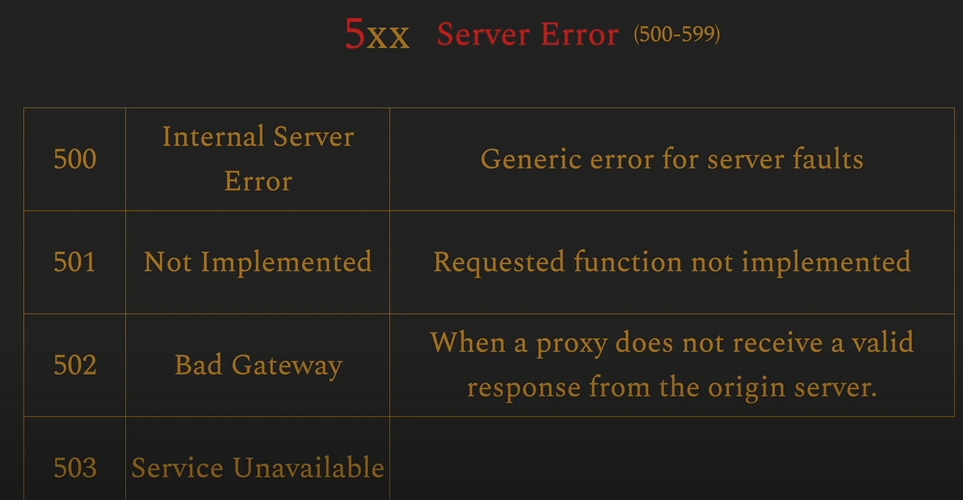 5xx Server Error (500-599)
500
Internal Server
Error
Generic error for server faults
501
Not Implemented
Requested function not implemented
502
Bad Gateway
When a proxy does not receive a valid
response from the origin server.
503
Service Unavailable